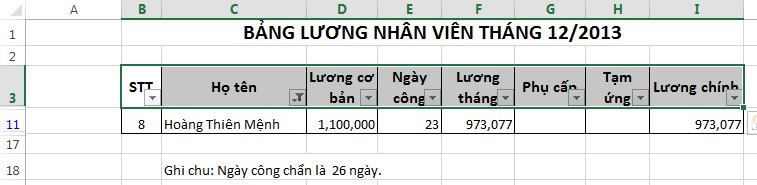 A B C D E F G H I
1 BẢNG LƯƠNG NHÂN VIÊN THÁNG 12/2013
2
3 STT Họ tên Lương cơ bản Ngày công Lương tháng Phụ cấp Tạm ứng Lương chính
11 8 Hoàng Thiên Mệnh 1,100,000 23 973,077 973,077
17
18 Ghi chu: Ngày công chẩn là 26 ngày.